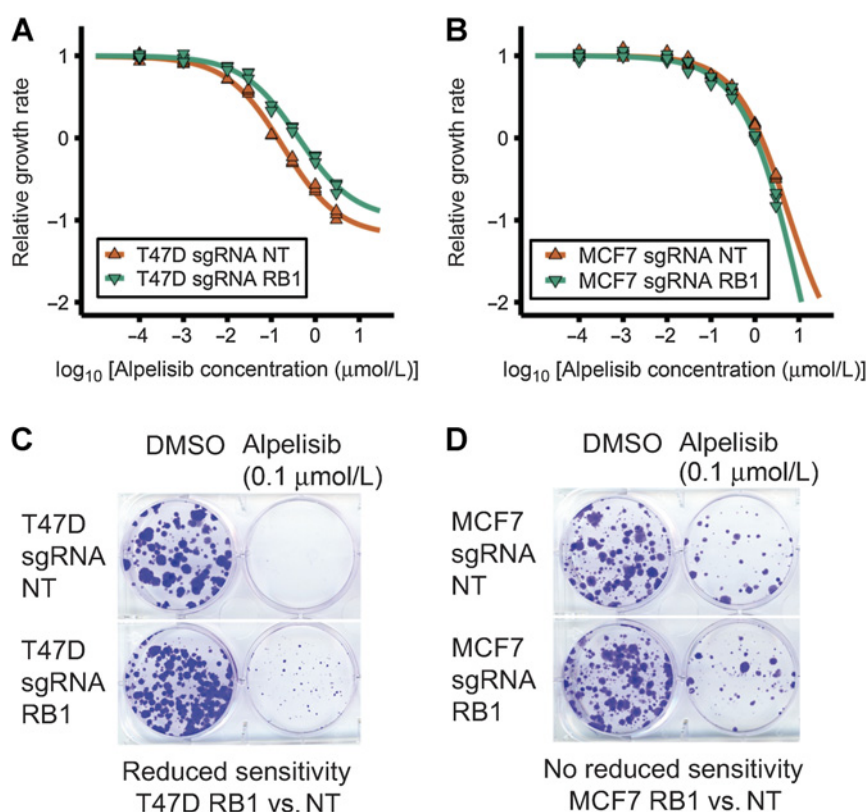 A
Relative growth rate
1
0
−1
−2
T47D sgRNA NT
T47D sgRNA RB1
−4 −3 −2 −1 0 1
log10 [Alpelisib concentration (μmol/L)]
B
Relative growth rate
1
0
−1
−2
MCF7 sgRNA NT
MCF7 sgRNA RB1
−4 −3 −2 −1 0 1
log10 [Alpelisib concentration (μmol/L)]
C
DMSO Alpelisib
(0.1 μmol/L)
T47D
sgRNA
NT
T47D
sgRNA
RB1
Reduced sensitivity
T47D RB1 vs. NT
D
DMSO Alpelisib
(0.1 μmol/L)
MCF7
sgRNA
NT
MCF7
sgRNA
RB1
No reduced sensitivity
MCF7 RB1 vs. NT